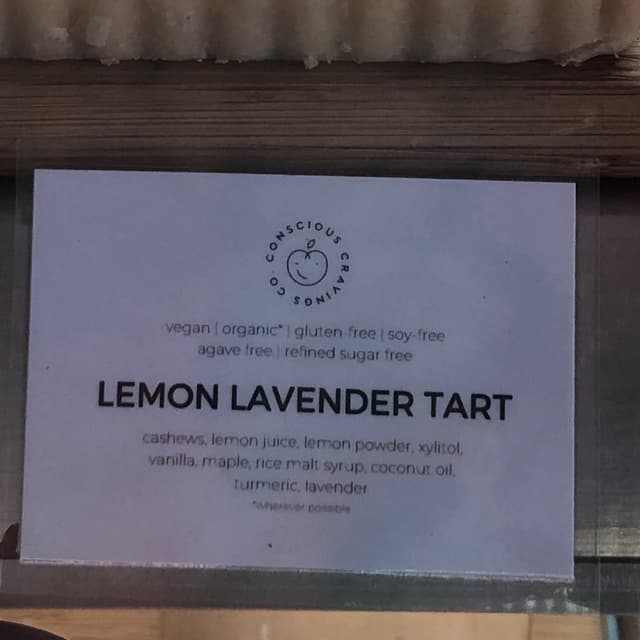 CONSCIOUS CRAVINGS CO.
vegan | organic* | gluten-free | soy-free
agave free | refined sugar free
LEMON LAVENDER TART
cashews, lemon juice, lemon powder, xylitol,
vanilla, maple, rice malt syrup, coconut oil,
turmeric, lavender
*wherever possible